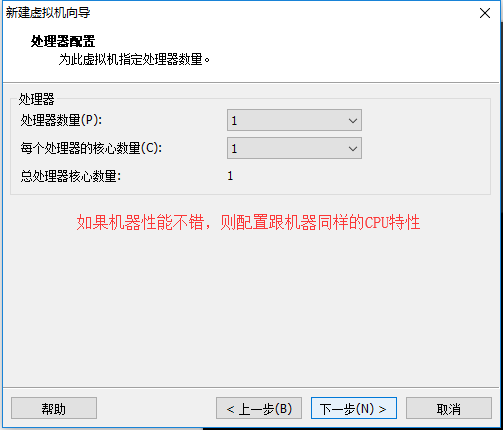 新建虚拟机向导
处理器配置
为此虚拟机指定处理器数量。
处理器
处理器数量(P): 1
每个处理器的核心数量(C): 1
总处理器核心数量: 1
如果机器性能不错，则配置跟机器同样的CPU特性
帮助 < 上一步(B) 下一步(N) > 取消